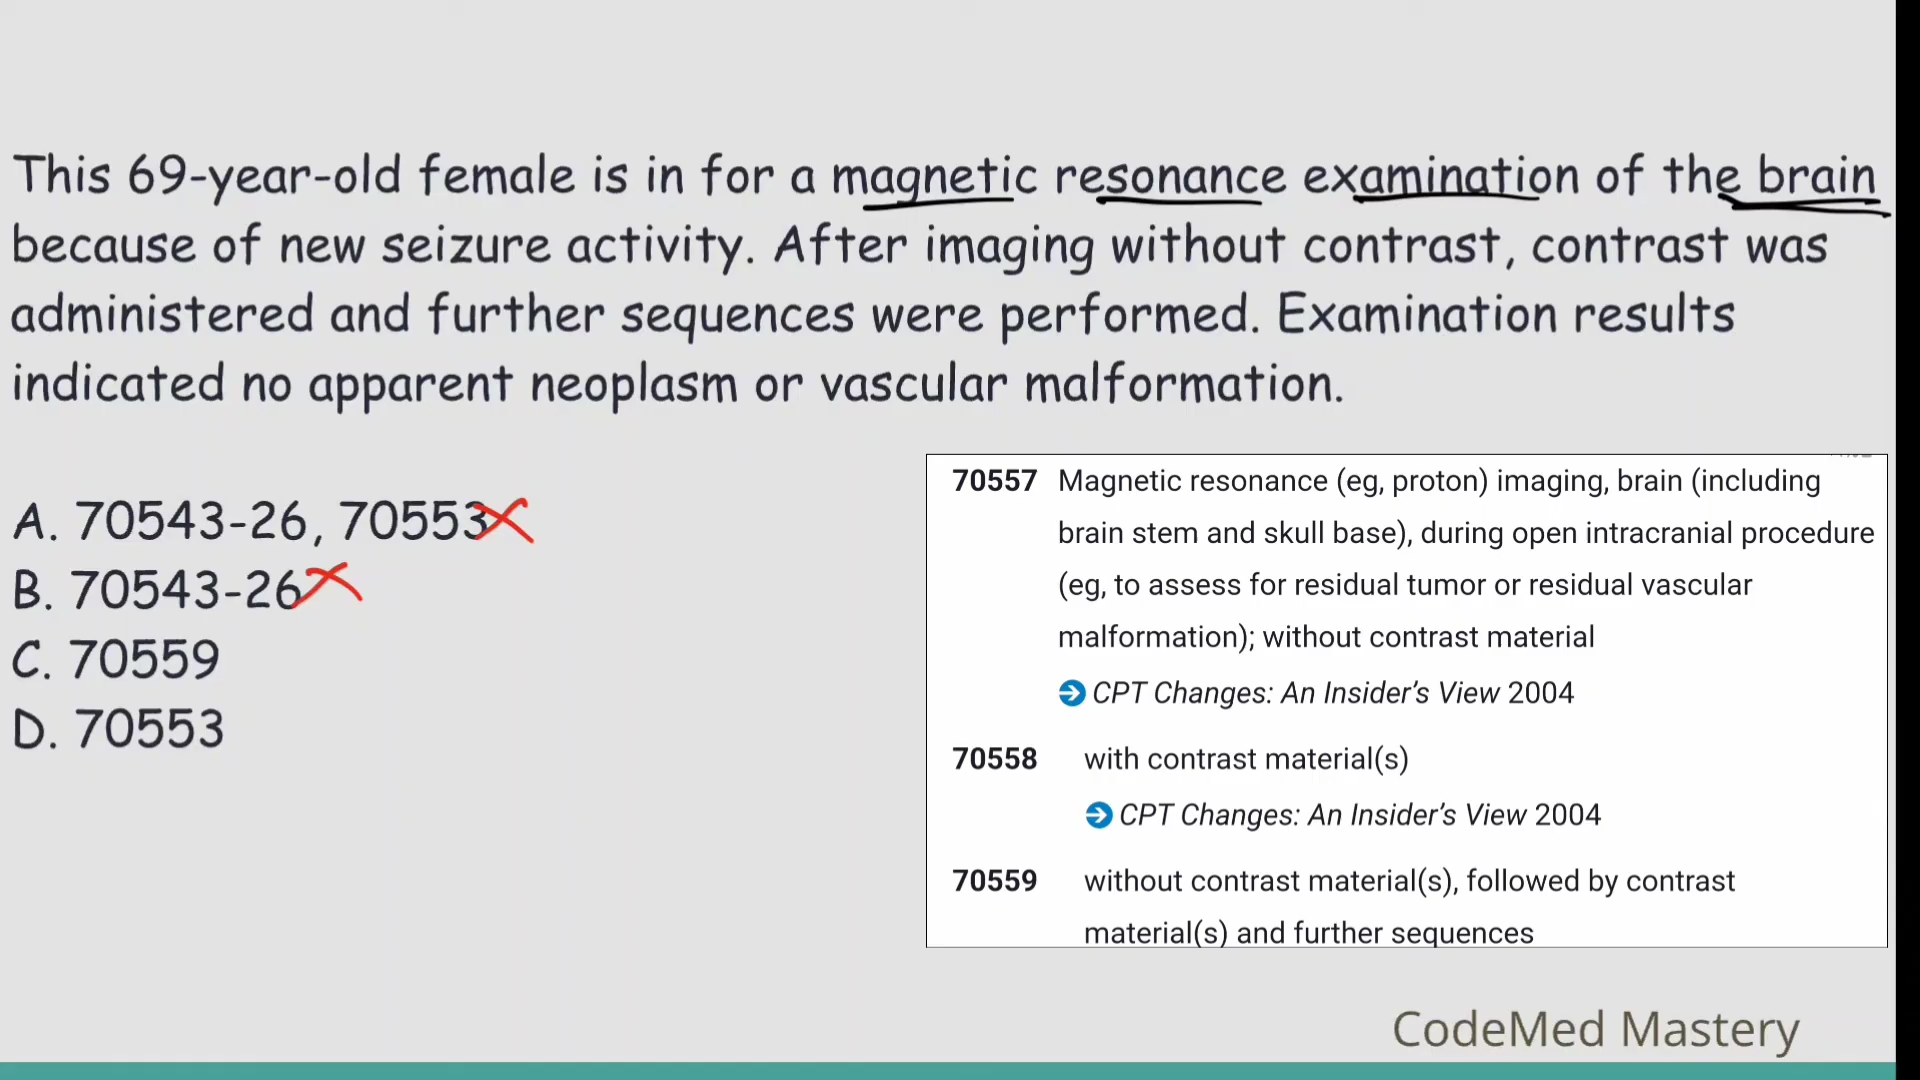 This 69-year-old female is in for a magnetic resonance examination of the brain
because of new seizure activity. After imaging without contrast, contrast was
administered and further sequences were performed. Examination results
indicated no apparent neoplasm or vascular malformation.
A. 70543-26, 70553
B. 70543-26
C. 70559
D. 70553
70557 Magnetic resonance (eg, proton) imaging, brain (including
brain stem and skull base), during open intracranial procedure
(eg, to assess for residual tumor or residual vascular
malformation); without contrast material
CPT Changes: An Insider's View 2004
70558 with contrast material(s)
CPT Changes: An Insider's View 2004
70559 without contrast material(s), followed by contrast
material(s) and further sequences
CodeMed Mastery